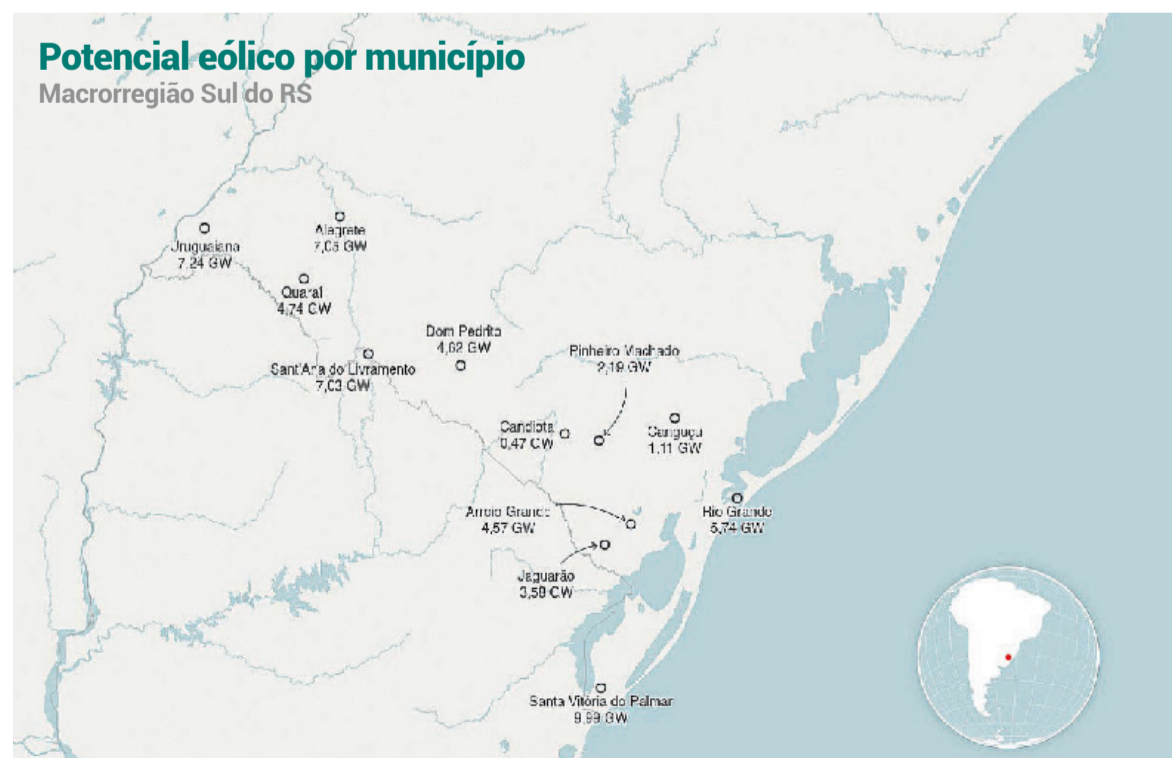 Potencial eólico por município
Macrorregião Sul do RS
Alegrete
7,05 GW
Uruguaiana
7,24 GW
Quaraí
4,74 GW
Dom Pedrito
4,62 GW
Pinheiro Machado
2,19 GW
Sant'Ana do Livramento
7,03 GW
Candiota
0,47 GW
Canguçu
1,11 GW
Arroio Grande
4,57 GW
Rio Grande
5,74 GW
Jaguarão
3,58 GW
Santa Vitória do Palmar
9,99 GW